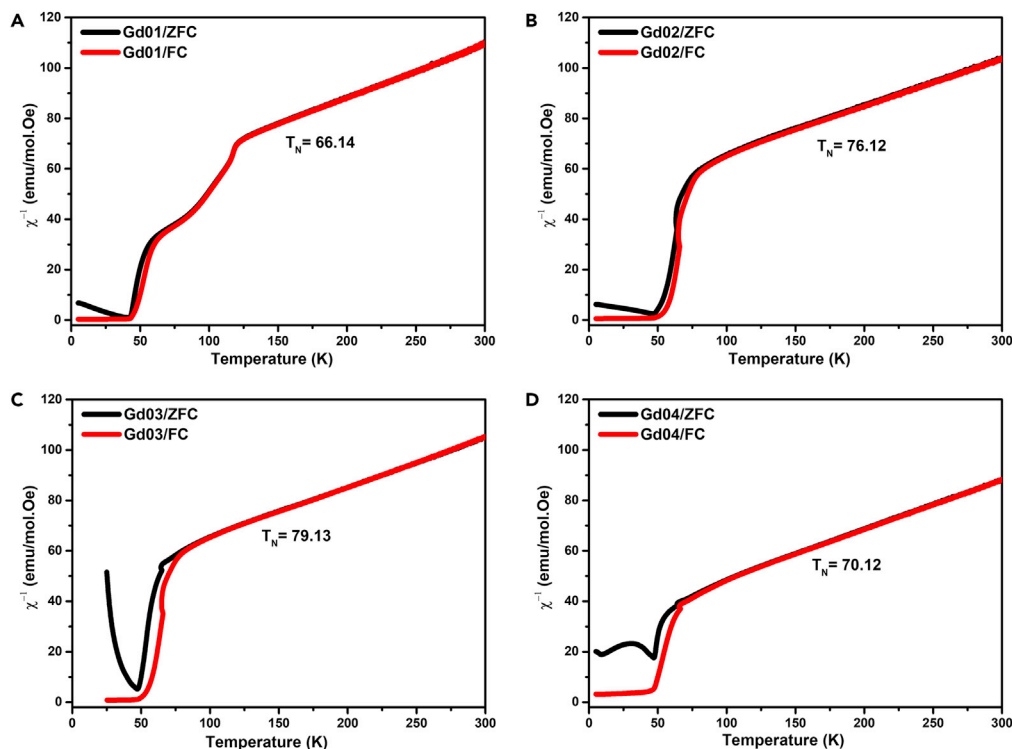 A
Gd01/ZFC
Gd01/FC
T_N= 66.14
χ⁻¹ (emu/mol.Oe)
0
20
40
60
80
100
120
0
50
100
150
200
250
300
Temperature (K)
B
Gd02/ZFC
Gd02/FC
T_N= 76.12
χ⁻¹ (emu/mol.Oe)
0
20
40
60
80
100
120
0
50
100
150
200
250
300
Temperature (K)
C
Gd03/ZFC
Gd03/FC
T_N= 79.13
χ⁻¹ (emu/mol.Oe)
0
20
40
60
80
100
120
0
50
100
150
200
250
300
Temperature (K)
D
Gd04/ZFC
Gd04/FC
T_N= 70.12
χ⁻¹ (emu/mol.Oe)
0
20
40
60
80
100
120
0
50
100
150
200
250
300
Temperature (K)